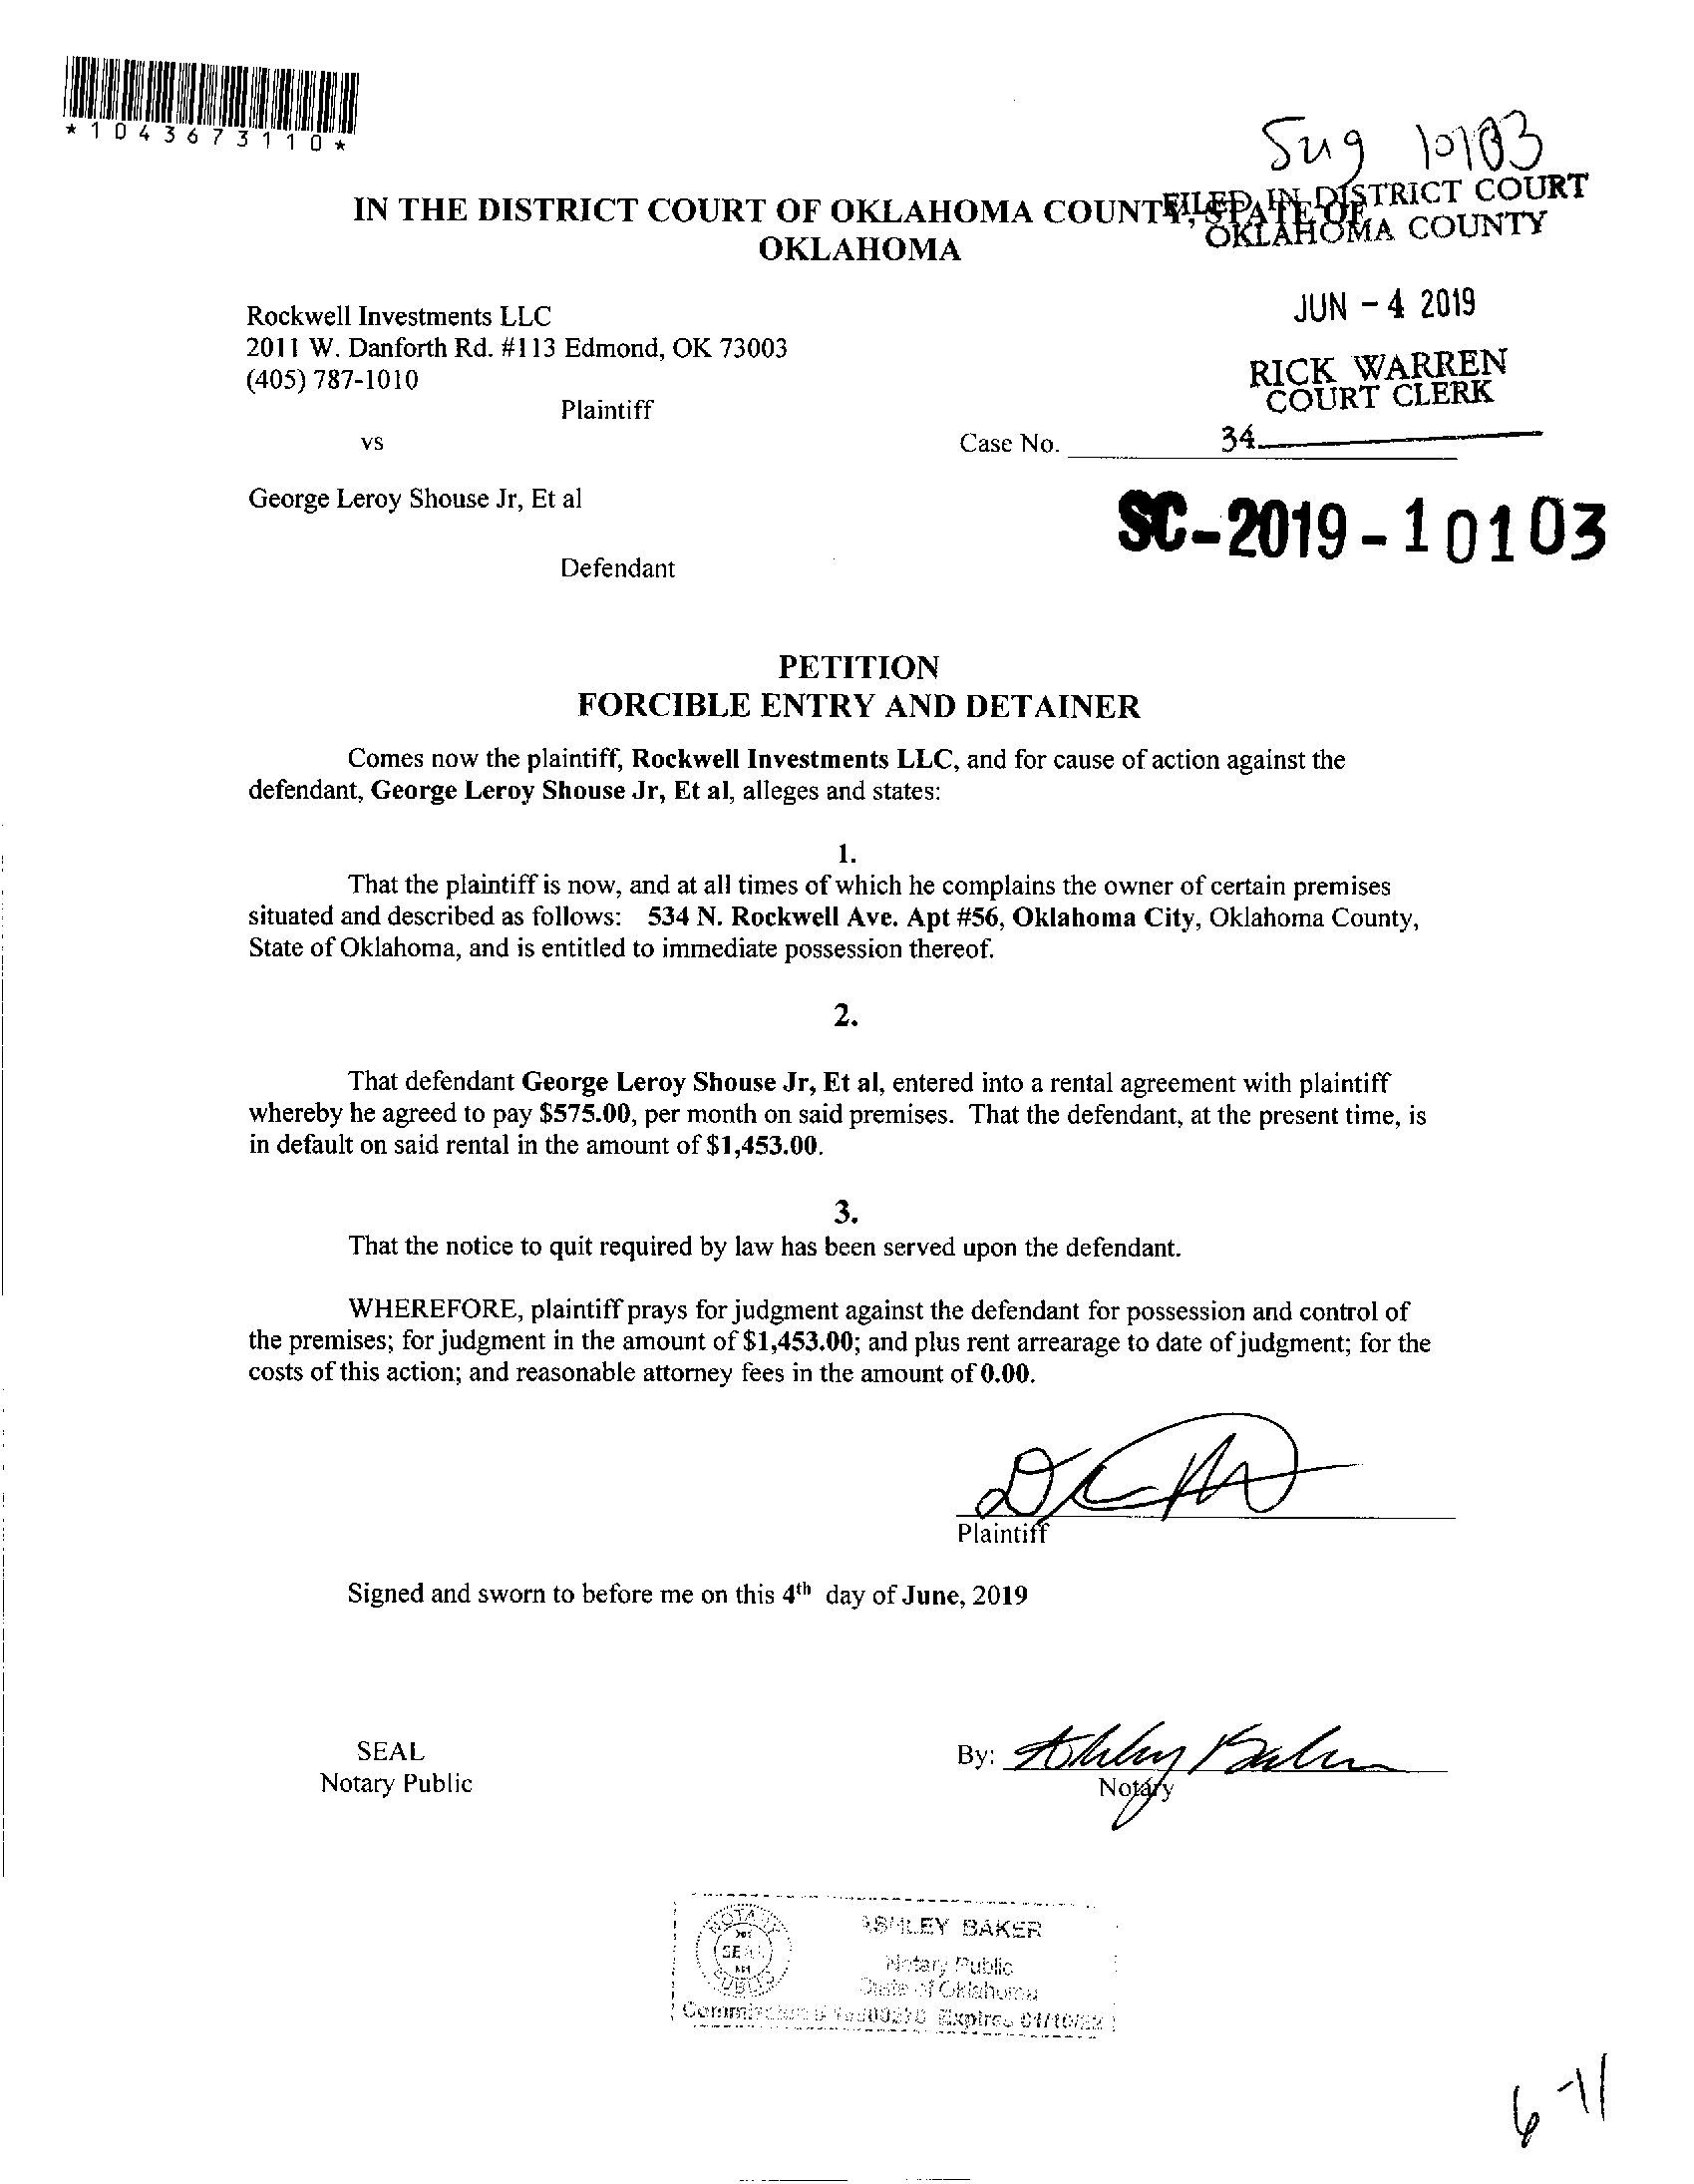 *1043673110*
10103
IN THE DISTRICT COURT OF OKLAHOMA COUNTY, STATE OF
OKLAHOMA
FILED IN DISTRICT COURT
OKLAHOMA COUNTY
JUN - 4 2019
RICK WARREN
COURT CLERK
34.
Rockwell Investments LLC
2011 W. Danforth Rd. #113 Edmond, OK 73003
(405) 787-1010
Plaintiff
vs
Case No.
George Leroy Shouse Jr, Et al
SC-2019-10103
Defendant
PETITION
FORCIBLE ENTRY AND DETAINER
Comes now the plaintiff, Rockwell Investments LLC, and for cause of action against the
defendant, George Leroy Shouse Jr, Et al, alleges and states:
1.
That the plaintiff is now, and at all times of which he complains the owner of certain premises
situated and described as follows: 534 N. Rockwell Ave. Apt #56, Oklahoma City, Oklahoma County,
State of Oklahoma, and is entitled to immediate possession thereof.
2.
That defendant George Leroy Shouse Jr, Et al, entered into a rental agreement with plaintiff
whereby he agreed to pay $575.00, per month on said premises. That the defendant, at the present time, is
in default on said rental in the amount of $1,453.00.
3.
That the notice to quit required by law has been served upon the defendant.
WHEREFORE, plaintiff prays for judgment against the defendant for possession and control of
the premises; for judgment in the amount of $1,453.00; and plus rent arrearage to date of judgment; for the
costs of this action; and reasonable attorney fees in the amount of 0.00.
Plaintiff
Signed and sworn to before me on this 4th day of June, 2019
SEAL
Notary Public
By: Ashley Baker
Notary
ASHLEY BAKER
Notary Public
State of Oklahoma
Expires
6-11